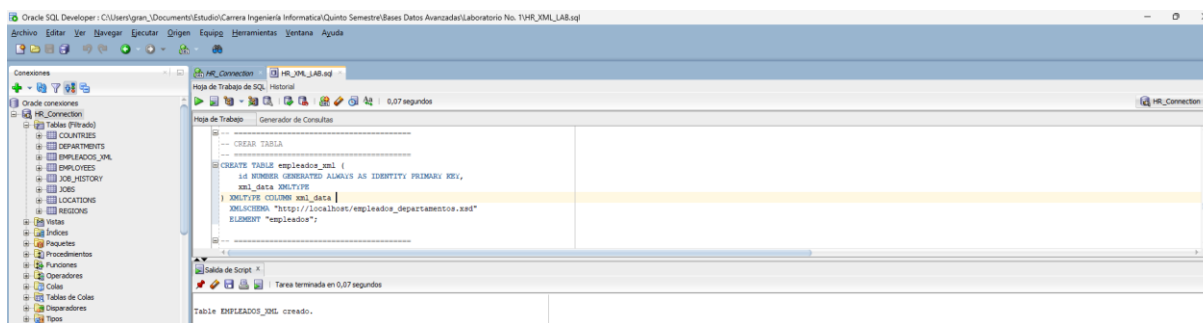 Oracle SQL Developer : C:\Users\gran_\Documents\Estudio\Carrera Ingeniería Informatica\Quinto Semestre\Bases Datos Avanzadas\Laboratorio No. 1\HR_XML_LAB.sql
Archivo Editar Ver Navegar Ejecutar Origen Equipo Herramientas Ventana Ayuda
Conexiones
HR_Connection
HR_XML_LAB.sql
Hoja de Trabajo de SQL Historial
0,07 segundos
HR_Connection
Hoja de Trabajo Generador de Consultas
Oracle conexiones
HR_Connection
Tablas (Filtrado)
COUNTRIES
DEPARTMENTS
EMPLEADOS_XML
EMPLOYEES
JOB_HISTORY
JOBS
LOCATIONS
REGIONS
Vistas
Índices
Paquetes
Procedimientos
Funciones
Operadores
Colas
Tablas de Colas
Disparadores
Tipos
-- ========================================
-- CREAR TABLA
-- ========================================
CREATE TABLE empleados_xml (
id NUMBER GENERATED ALWAYS AS IDENTITY PRIMARY KEY,
xml_data XMLTYPE
) XMLTYPE COLUMN xml_data
XMLSCHEMA "http://localhost/empleados_departamentos.xsd"
ELEMENT "empleados";
-- ========================================
Salida de Script
Tarea terminada en 0,07 segundos
Table EMPLEADOS_XML creado.